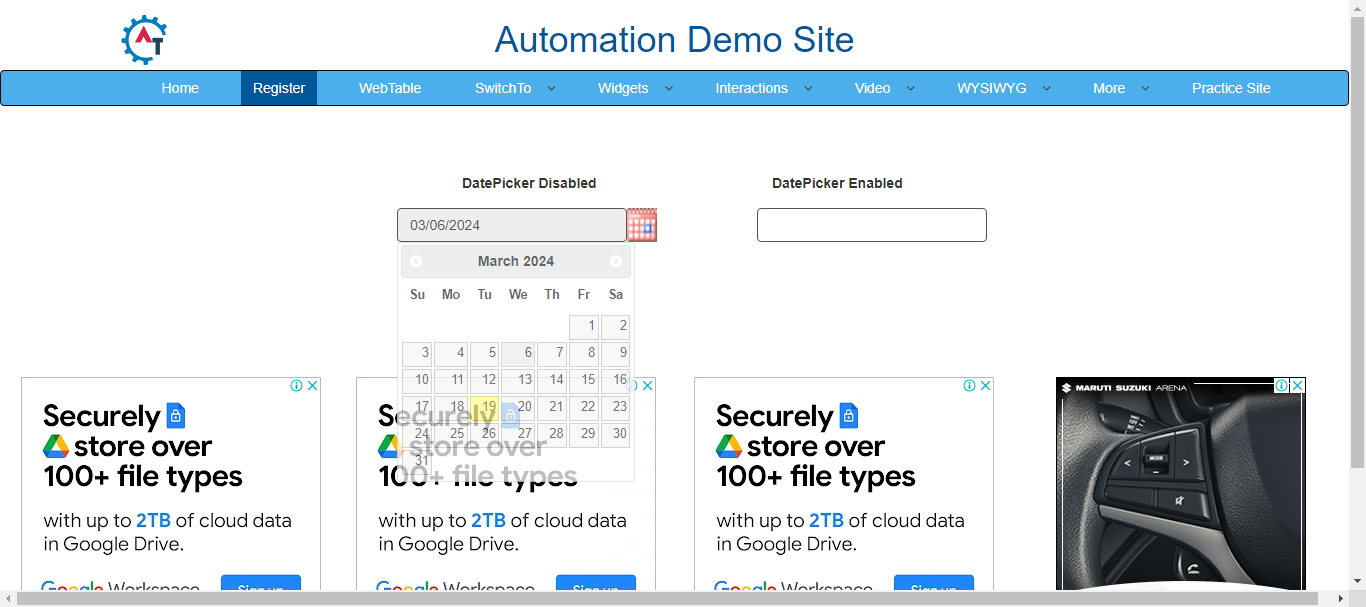 AT
Automation Demo Site
Home Register WebTable SwitchTo Widgets Interactions Video WYSIWYG More Practice Site
DatePicker Disabled
DatePicker Enabled
03/06/2024
March 2024
Su Mo Tu We Th Fr Sa
1 2
3 4 5 6 7 8 9
10 11 12 13 14 15 16
17 18 19 20 21 22 23
24 25 26 27 28 29 30
31
Securely
store over
100+ file types
with up to 2TB of cloud data
in Google Drive.
Google Workspace
Sign up
Securely
store over
100+ file types
with up to 2TB of cloud data
in Google Drive.
Google Workspace
Sign up
Securely
store over
100+ file types
with up to 2TB of cloud data
in Google Drive.
Google Workspace
Sign up
MARUTI SUZUKI ARENA
MODE